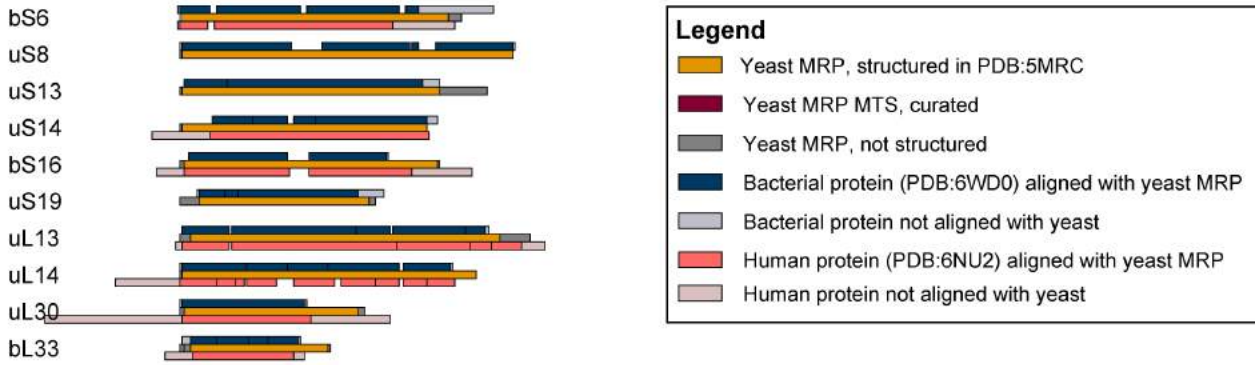 bS6
uS8
uS13
uS14
bS16
uS19
uL13
uL14
uL30
bL33
Legend
Yeast MRP, structured in PDB:5MRC
Yeast MRP MTS, curated
Yeast MRP, not structured
Bacterial protein (PDB:6WD0) aligned with yeast MRP
Bacterial protein not aligned with yeast
Human protein (PDB:6NU2) aligned with yeast MRP
Human protein not aligned with yeast